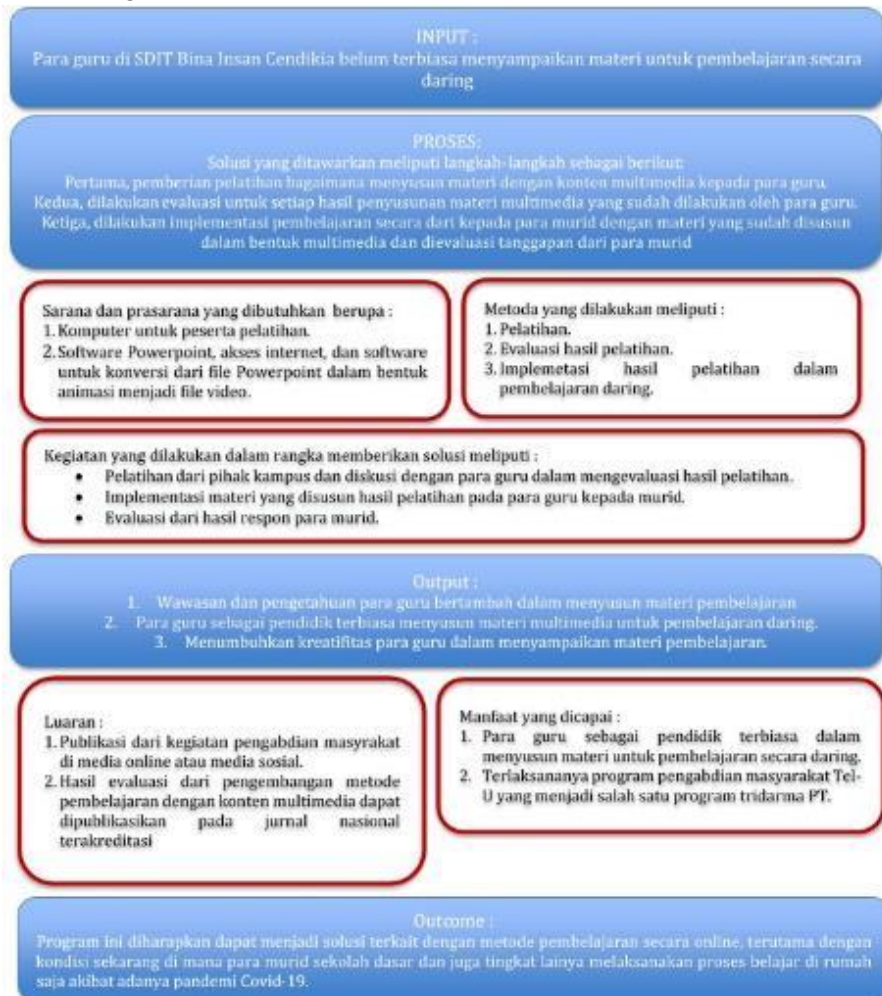 INPUT :
Para guru di SDIT Bina Insan Cendikia belum terbiasa menyampaikan materi untuk pembelajaran secara
daring
PROSES:
Solusi yang ditawarkan meliputi langkah-langkah sebagai berikut:
Pertama, pemberian pelatihan bagaimana menyusun materi dengan konten multimedia kepada para guru.
Kedua, dilakukan evaluasi untuk setiap hasil penyusunan materi multimedia yang sudah dilakukan oleh para guru.
Ketiga, dilakukan implementasi pembelajaran secara dari kepada para murid dengan materi yang sudah disusun
dalam bentuk multimedia dan dievaluasi tanggapan dari para murid
Sarana dan prasarana yang dibutuhkan berupa :
1. Komputer untuk peserta pelatihan.
2. Software Powerpoint, akses internet, dan software
untuk konversi dari file Powerpoint dalam bentuk
animasi menjadi file video.
Metoda yang dilakukan meliputi :
1. Pelatihan.
2. Evaluasi hasil pelatihan.
3. Implemetasi hasil pelatihan dalam
pembelajaran daring.
Kegiatan yang dilakukan dalam rangka memberikan solusi meliputi :
• Pelatihan dari pihak kampus dan diskusi dengan para guru dalam mengevaluasi hasil pelatihan.
• Implementasi materi yang disusun hasil pelatihan pada para guru kepada murid.
• Evaluasi dari hasil respon para murid.
Output :
1. Wawasan dan pengetahuan para guru bertambah dalam menyusun materi pembelajaran
2. Para guru sebagai pendidik terbiasa menyusun materi multimedia untuk pembelajaran daring.
3. Menumbuhkan kreatifitas para guru dalam menyampaikan materi pembelajaran.
Luaran :
1. Publikasi dari kegiatan pengabdian masyrakat
di media online atau media sosial.
2. Hasil evaluasi dari pengembangan metode
pembelajaran dengan konten multimedia dapat
dipublikasikan pada jurnal nasional
terakreditasi
Manfaat yang dicapai :
1. Para guru sebagai pendidik terbiasa dalam
menyusun materi untuk pembelajaran secara daring.
2. Terlaksananya program pengabdian masyarakat Tel-
U yang menjadi salah satu program tridarma PT.
Outcome :
Program ini diharapkan dapat menjadi solusi terkait dengan metode pembelajaran secara online, terutama dengan
kondisi sekarang di mana para murid sekolah dasar dan juga tingkat lainya melaksanakan proses belajar di rumah
saja akibat adanya pandemi Covid-19.